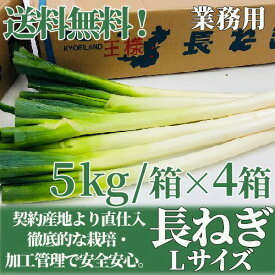 送料無料！
業務用
KYOEILAND
王様
長ねぎ
5kg/箱×4箱
契約産地より直仕入
徹底的な栽培・
加工管理で安全安心。
長ねぎ
Lサイズ